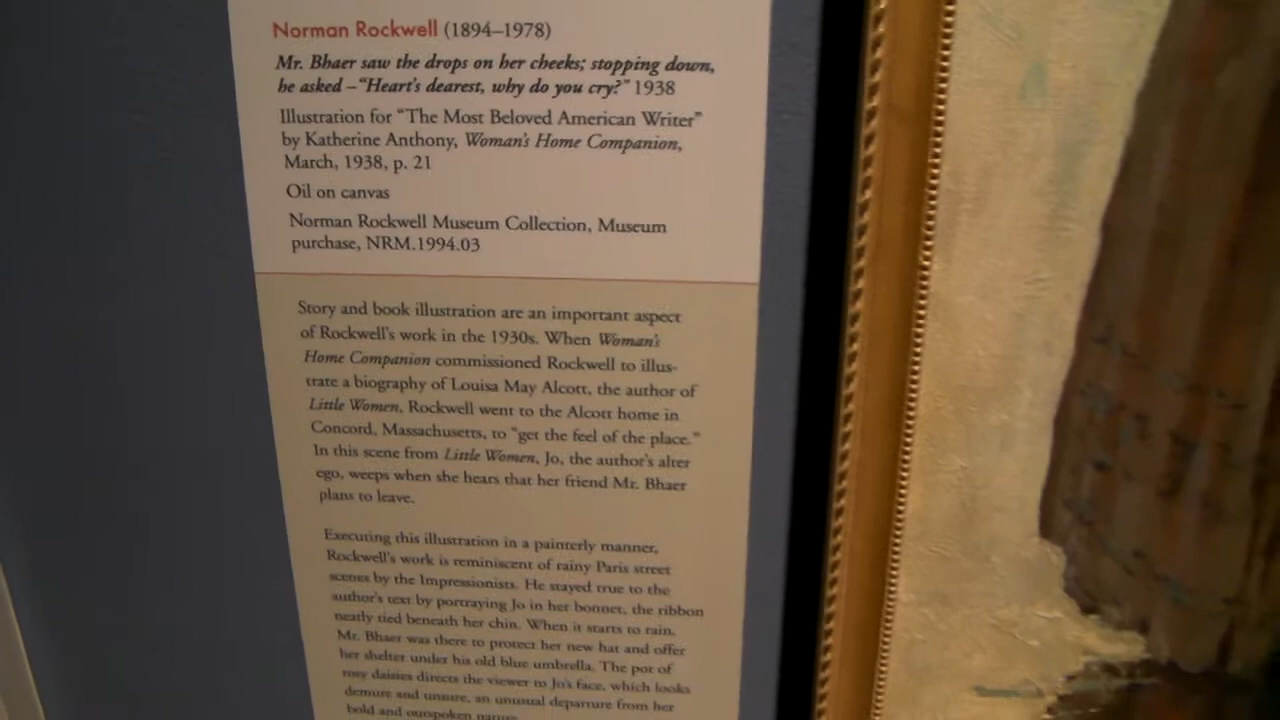 Norman Rockwell (1894–1978)
Mr. Bhaer saw the drops on her cheeks; stopping down,
he asked –"Heart's dearest, why do you cry?" 1938
Illustration for "The Most Beloved American Writer"
by Katherine Anthony, Woman's Home Companion,
March, 1938, p. 21
Oil on canvas
Norman Rockwell Museum Collection, Museum
purchase, NRM.1994.03
Story and book illustration are an important aspect
of Rockwell's work in the 1930s. When Woman's
Home Companion commissioned Rockwell to illus-
trate a biography of Louisa May Alcott, the author of
Little Women, Rockwell went to the Alcott home in
Concord, Massachusetts, to "get the feel of the place."
In this scene from Little Women, Jo, the author's alter
ego, weeps when she hears that her friend Mr. Bhaer
plans to leave.
Executing this illustration in a painterly manner,
Rockwell's work is reminiscent of rainy Paris street
scenes by the Impressionists. He stayed true to the
author's text by portraying Jo in her bonnet, the ribbon
neatly tied beneath her chin. When it starts to rain,
Mr. Bhaer was there to protect her new hat and offer
her shelter under his old blue umbrella. The pot of
rosy daisies directs the viewer to Jo's face, which looks
demure and unsure, an unusual departure from her
bold and outspoken nature.